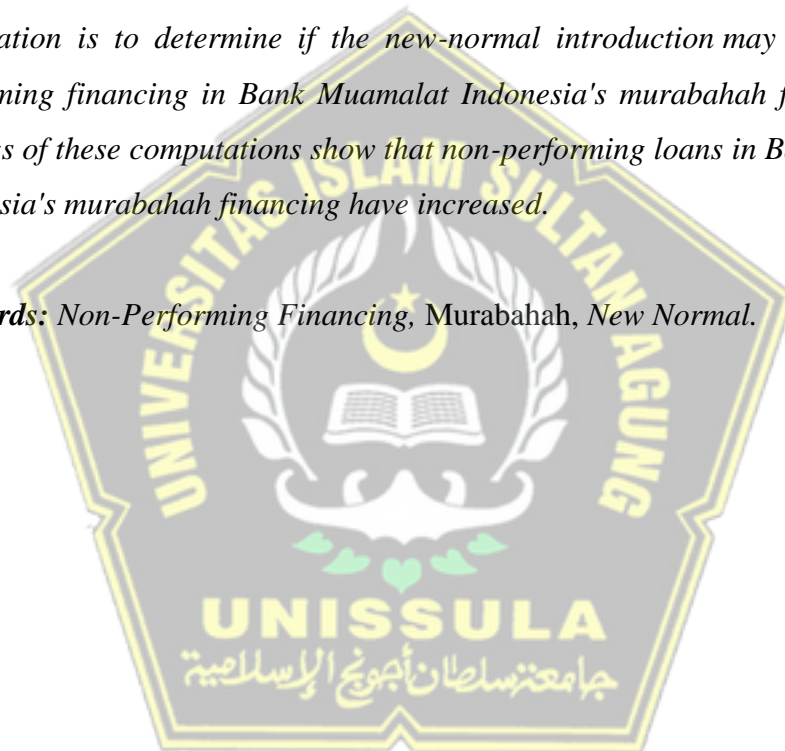 ation is to determine if the new-normal introduction may
ming financing in Bank Muamalat Indonesia's murabahah f
s of these computations show that non-performing loans in B
sia's murabahah financing have increased.
rds: Non-Performing Financing, Murabahah, New Normal.
UNIVERSITAS ISLAM SULTAN AGUNG
UNISSULA
جامعة سلطان أجونج الإسلامية